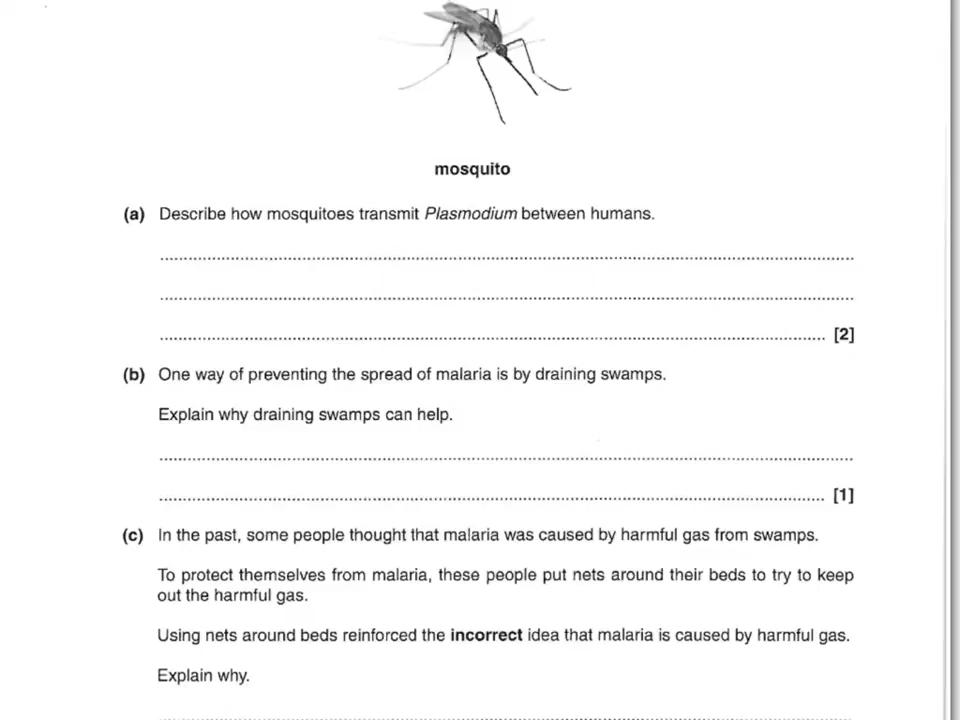 mosquito
(a) Describe how mosquitoes transmit Plasmodium between humans.
[2]
(b) One way of preventing the spread of malaria is by draining swamps.
Explain why draining swamps can help.
[1]
(c) In the past, some people thought that malaria was caused by harmful gas from swamps.
To protect themselves from malaria, these people put nets around their beds to try to keep
out the harmful gas.
Using nets around beds reinforced the incorrect idea that malaria is caused by harmful gas.
Explain why.